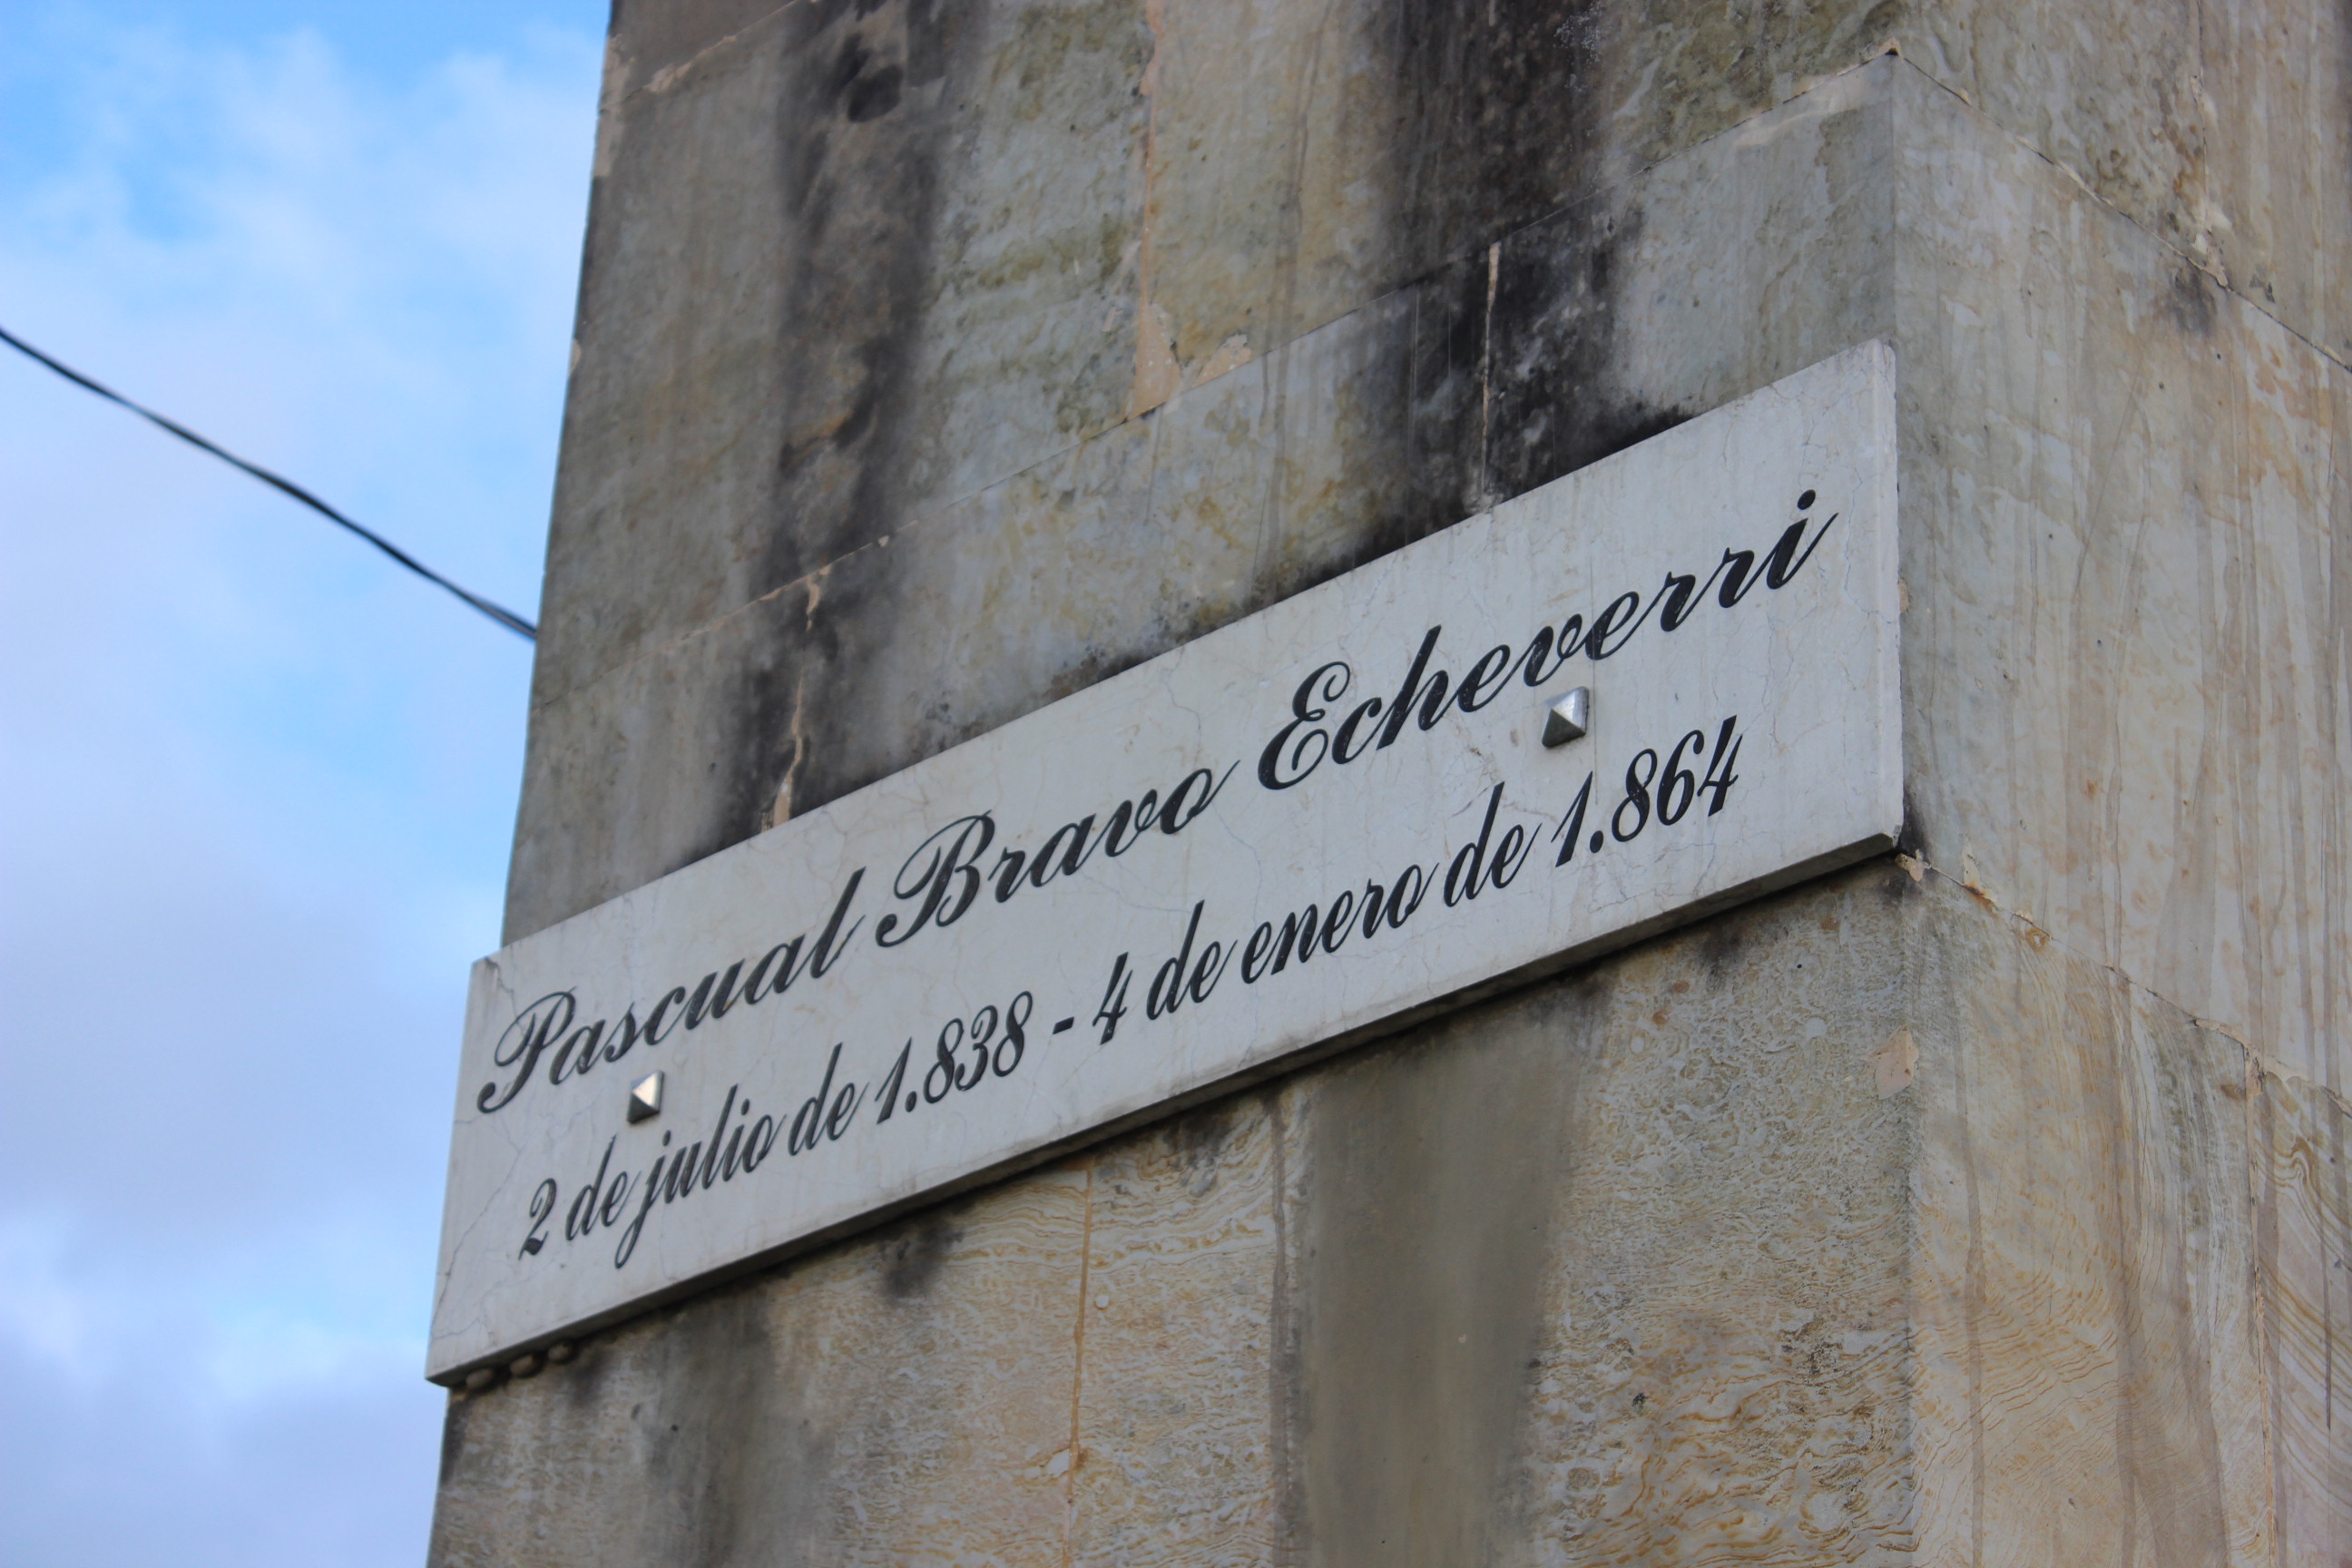 Pascual Bravo Echeverri
2 de julio de 1.838 - 4 de enero de 1.864